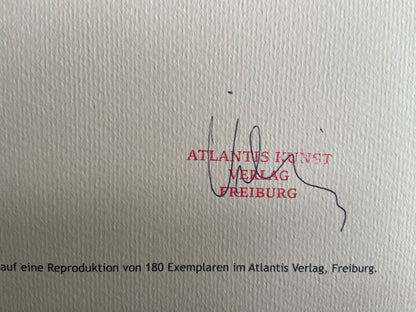 ATLANTIS KUNST
VERLAG
FREIBURG
auf eine Reproduktion von 180 Exemplaren im Atlantis Verlag, Freiburg.